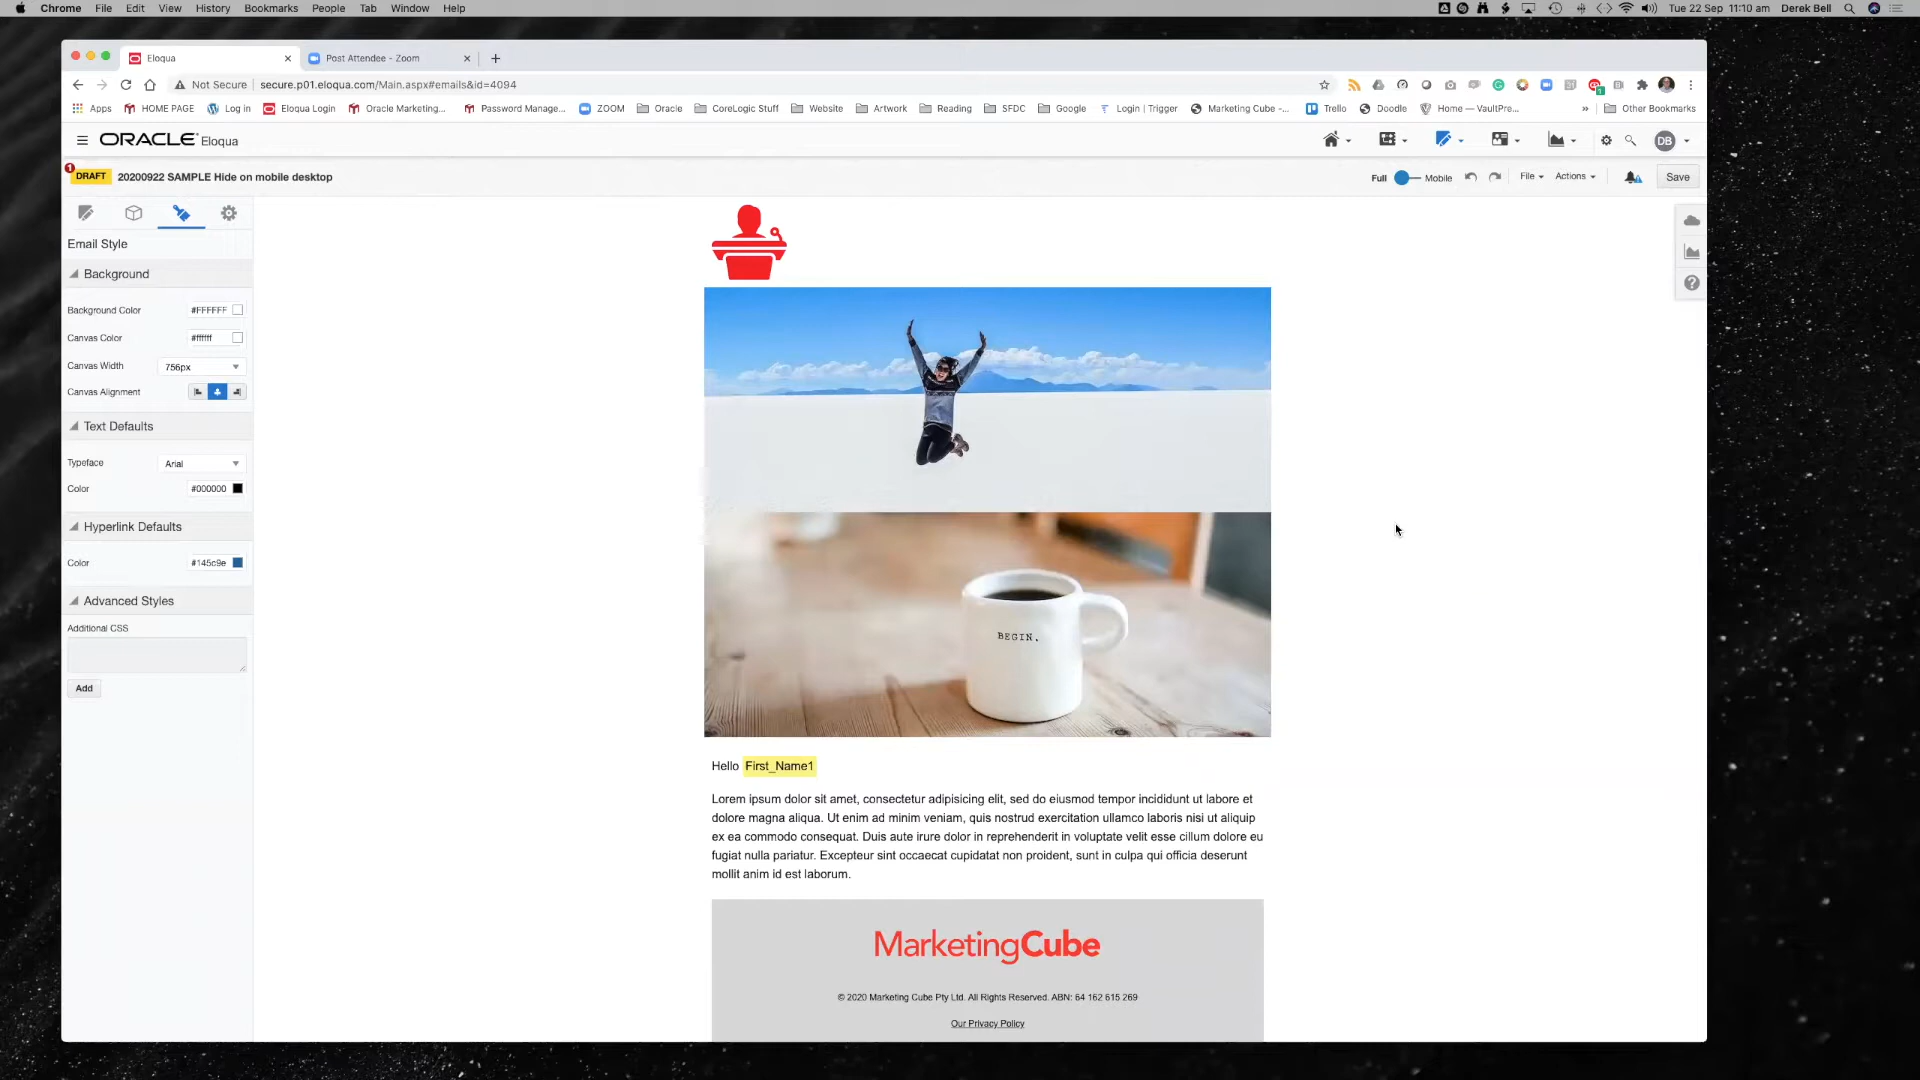 Chrome File Edit View History Bookmarks People Tab Window Help
Tue 22 Sep 11:10 am Derek Bell
Eloqua
Post Attendee - Zoom
Not Secure secure.p01.eloqua.com/Main.aspx#emails&id=4094
Apps HOME PAGE Log in Eloqua Login Oracle Marketing... Password Manage... ZOOM Oracle CoreLogic Stuff Website Artwork Reading SFDC Google Login | Trigger Marketing Cube -... Trello Doodle Home — VaultPre... » Other Bookmarks
ORACLE Eloqua
DB
1
DRAFT 20200922 SAMPLE Hide on mobile desktop
Full Mobile File Actions Save
Email Style
Background
Background Color #FFFFFF
Canvas Color #ffffff
Canvas Width 756px
Canvas Alignment
Text Defaults
Typeface Arial
Color #000000
Hyperlink Defaults
Color #145c9e
Advanced Styles
Additional CSS
Add
BEGIN.
Hello First_Name1
Lorem ipsum dolor sit amet, consectetur adipisicing elit, sed do eiusmod tempor incididunt ut labore et
dolore magna aliqua. Ut enim ad minim veniam, quis nostrud exercitation ullamco laboris nisi ut aliquip
ex ea commodo consequat. Duis aute irure dolor in reprehenderit in voluptate velit esse cillum dolore eu
fugiat nulla pariatur. Excepteur sint occaecat cupidatat non proident, sunt in culpa qui officia deserunt
mollit anim id est laborum.
MarketingCube
© 2020 Marketing Cube Pty Ltd. All Rights Reserved. ABN: 64 162 615 269
Our Privacy Policy